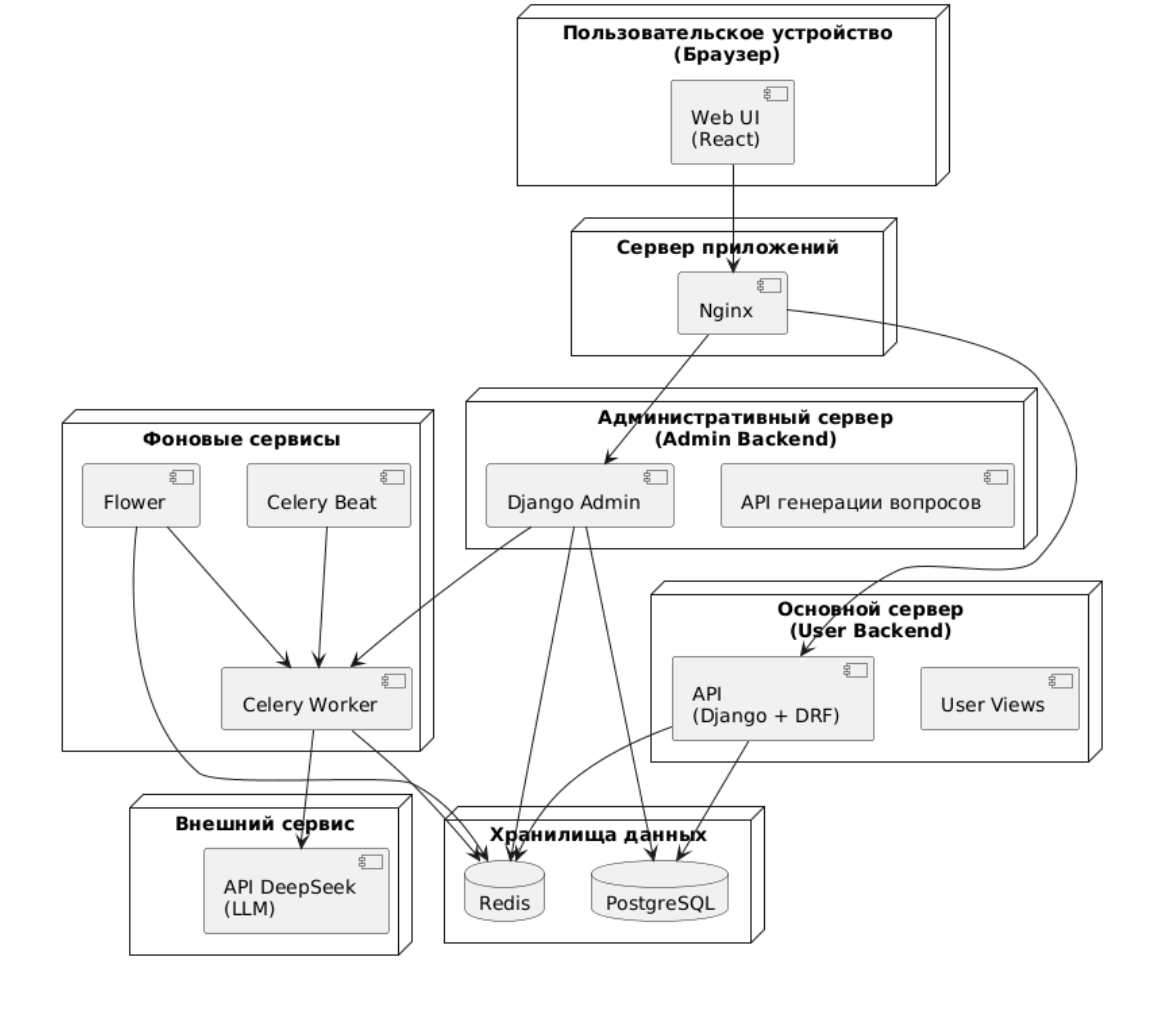 Пользовательское устройство
(Браузер)
Web UI
(React)
Сервер приложений
Nginx
Административный сервер
(Admin Backend)
Django Admin
API генерации вопросов
Фоновые сервисы
Flower
Celery Beat
Celery Worker
Основной сервер
(User Backend)
API
(Django + DRF)
User Views
Внешний сервис
API DeepSeek
(LLM)
Хранилища данных
Redis
PostgreSQL